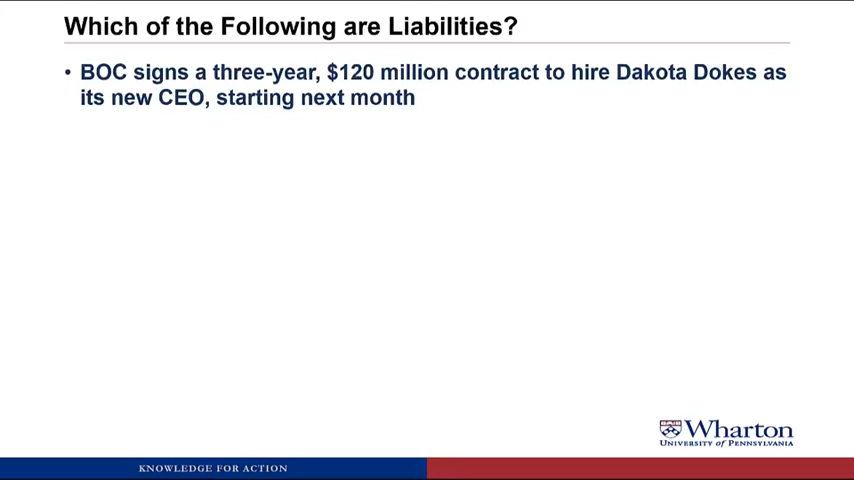 Which of the Following are Liabilities?
• BOC signs a three-year, $120 million contract to hire Dakota Dokes as
its new CEO, starting next month
Wharton
UNIVERSITY of PENNSYLVANIA
KNOWLEDGE FOR ACTION